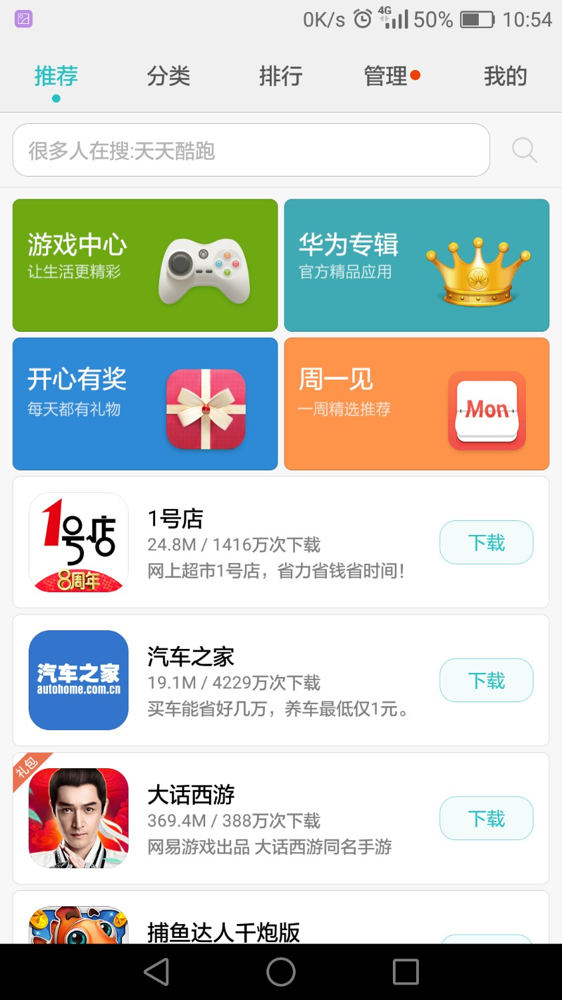 0K/s 4G 50% 10:54
推荐 分类 排行 管理 我的
很多人在搜:天天酷跑
游戏中心
让生活更精彩
华为专辑
官方精品应用
开心有奖
每天都有礼物
周一见
一周精选推荐
Mon
1号店
8周年
1号店
24.8M / 1416万次下载
网上超市1号店，省力省钱省时间！
下载
汽车之家
autohome.com.cn
汽车之家
19.1M / 4229万次下载
买车能省好几万，养车最低仅1元。
下载
礼包
大话西游
369.4M / 388万次下载
网易游戏出品 大话西游同名手游
下载
捕鱼达人千炮版